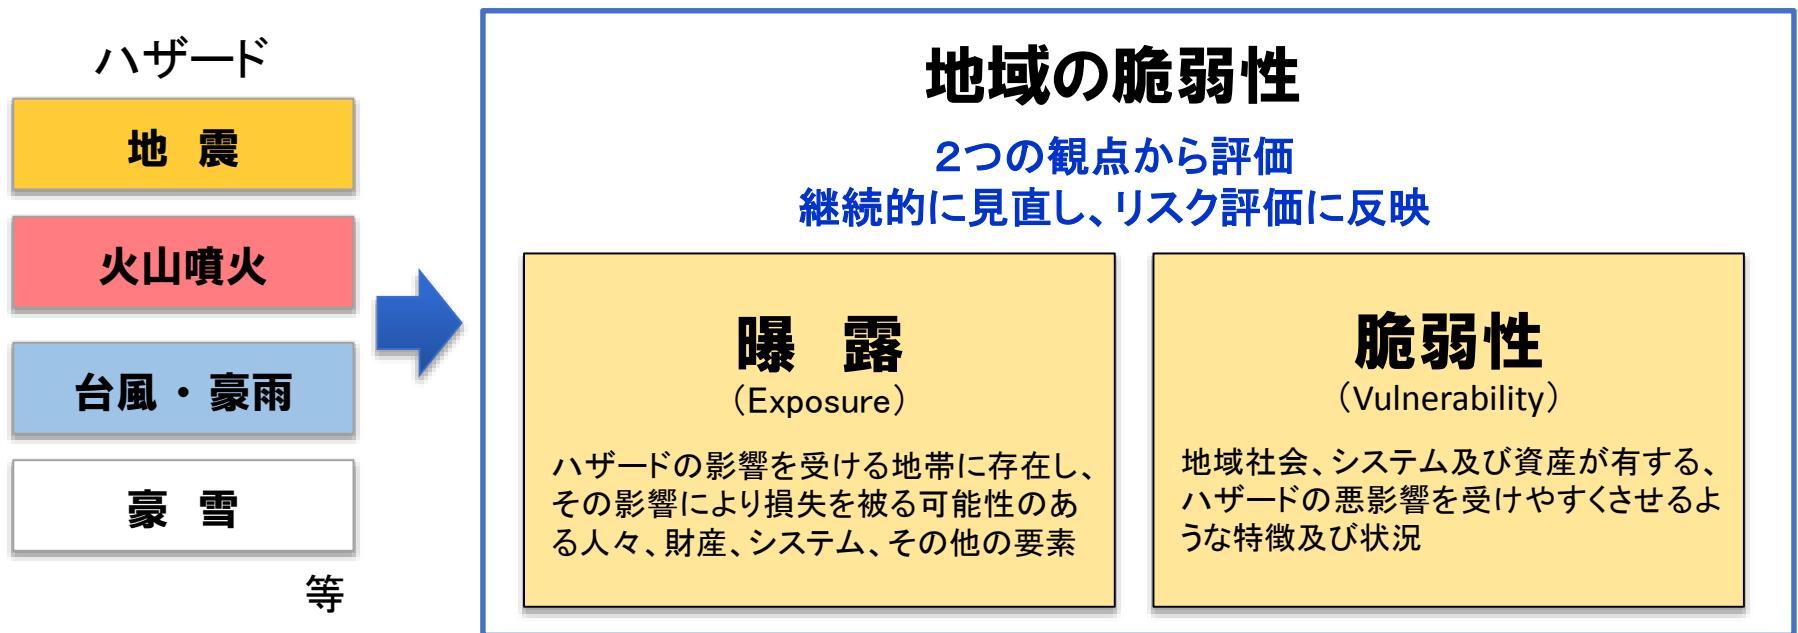 ハザード
地 震
火山噴火
台風・豪雨
豪 雪
等
地域の脆弱性
2つの観点から評価
継続的に見直し、リスク評価に反映
曝 露
（Exposure）
ハザードの影響を受ける地帯に存在し、
その影響により損失を被る可能性のあ
る人々、財産、システム、その他の要素
脆弱性
（Vulnerability）
地域社会、システム及び資産が有する、
ハザードの悪影響を受けやすくさせるよ
うな特徴及び状況